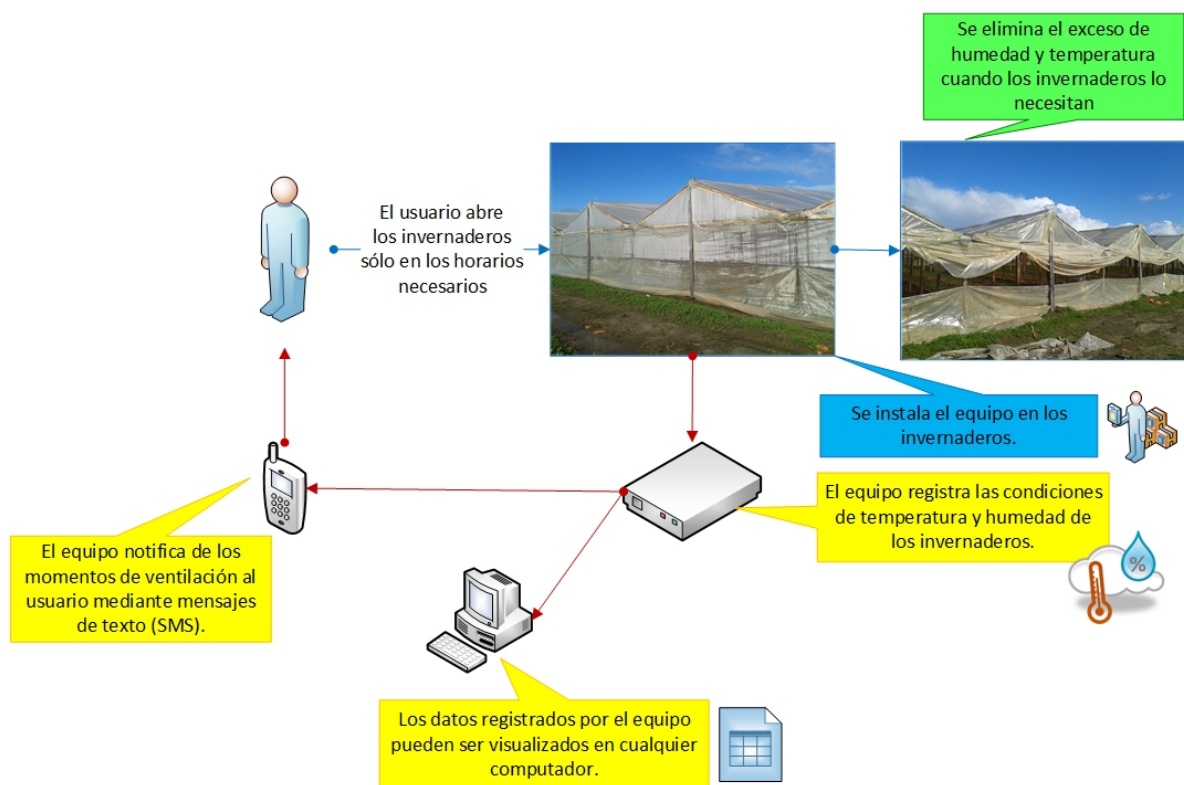 Se elimina el exceso de
humedad y temperatura
cuando los invernaderos lo
necesitan
El usuario abre
los invernaderos
sólo en los horarios
necesarios
Se instala el equipo en los
invernaderos.
El equipo registra las condiciones
de temperatura y humedad de
los invernaderos.
%
El equipo notifica de los
momentos de ventilación al
usuario mediante mensajes
de texto (SMS).
Los datos registrados por el equipo
pueden ser visualizados en cualquier
computador.